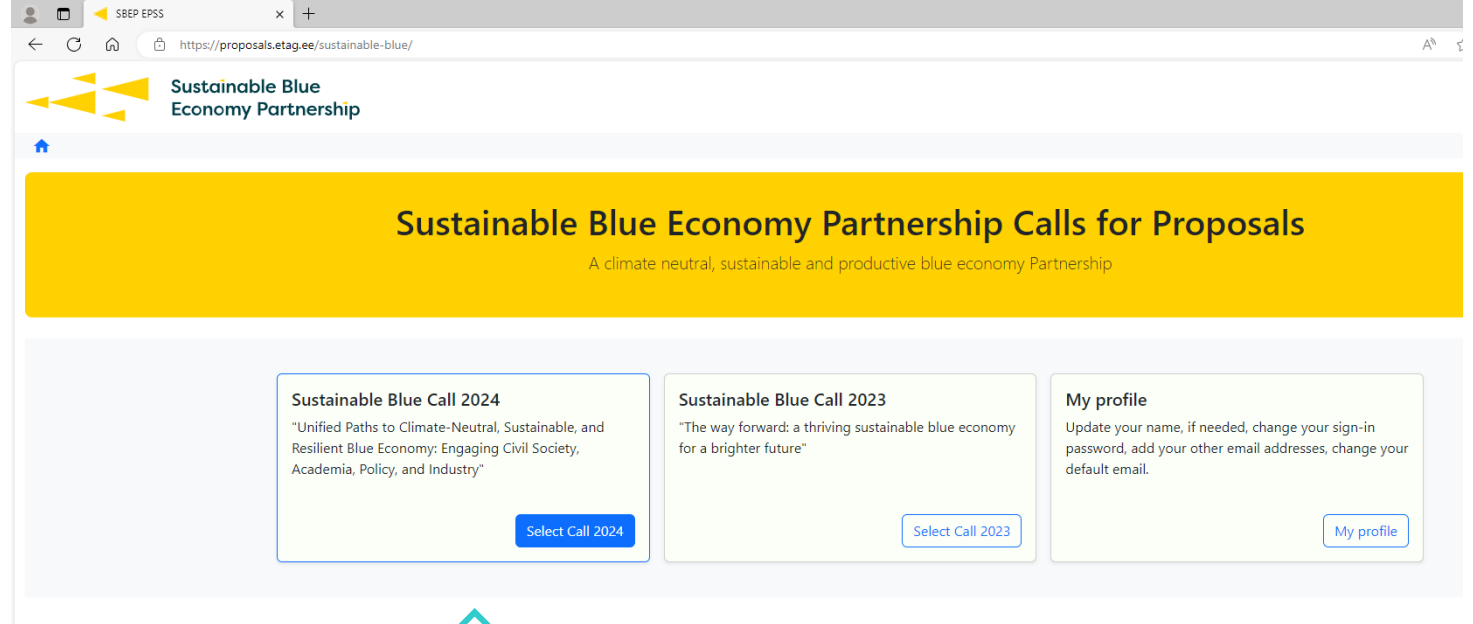 SBEP EPSS
https://proposals.etag.ee/sustainable-blue/
Sustainable Blue
Economy Partnership
Sustainable Blue Economy Partnership Calls for Proposals
A climate neutral, sustainable and productive blue economy Partnership
Sustainable Blue Call 2024
"Unified Paths to Climate-Neutral, Sustainable, and
Resilient Blue Economy: Engaging Civil Society,
Academia, Policy, and Industry"
Select Call 2024
Sustainable Blue Call 2023
"The way forward: a thriving sustainable blue economy
for a brighter future"
Select Call 2023
My profile
Update your name, if needed, change your sign-in
password, add your other email addresses, change your
default email.
My profile